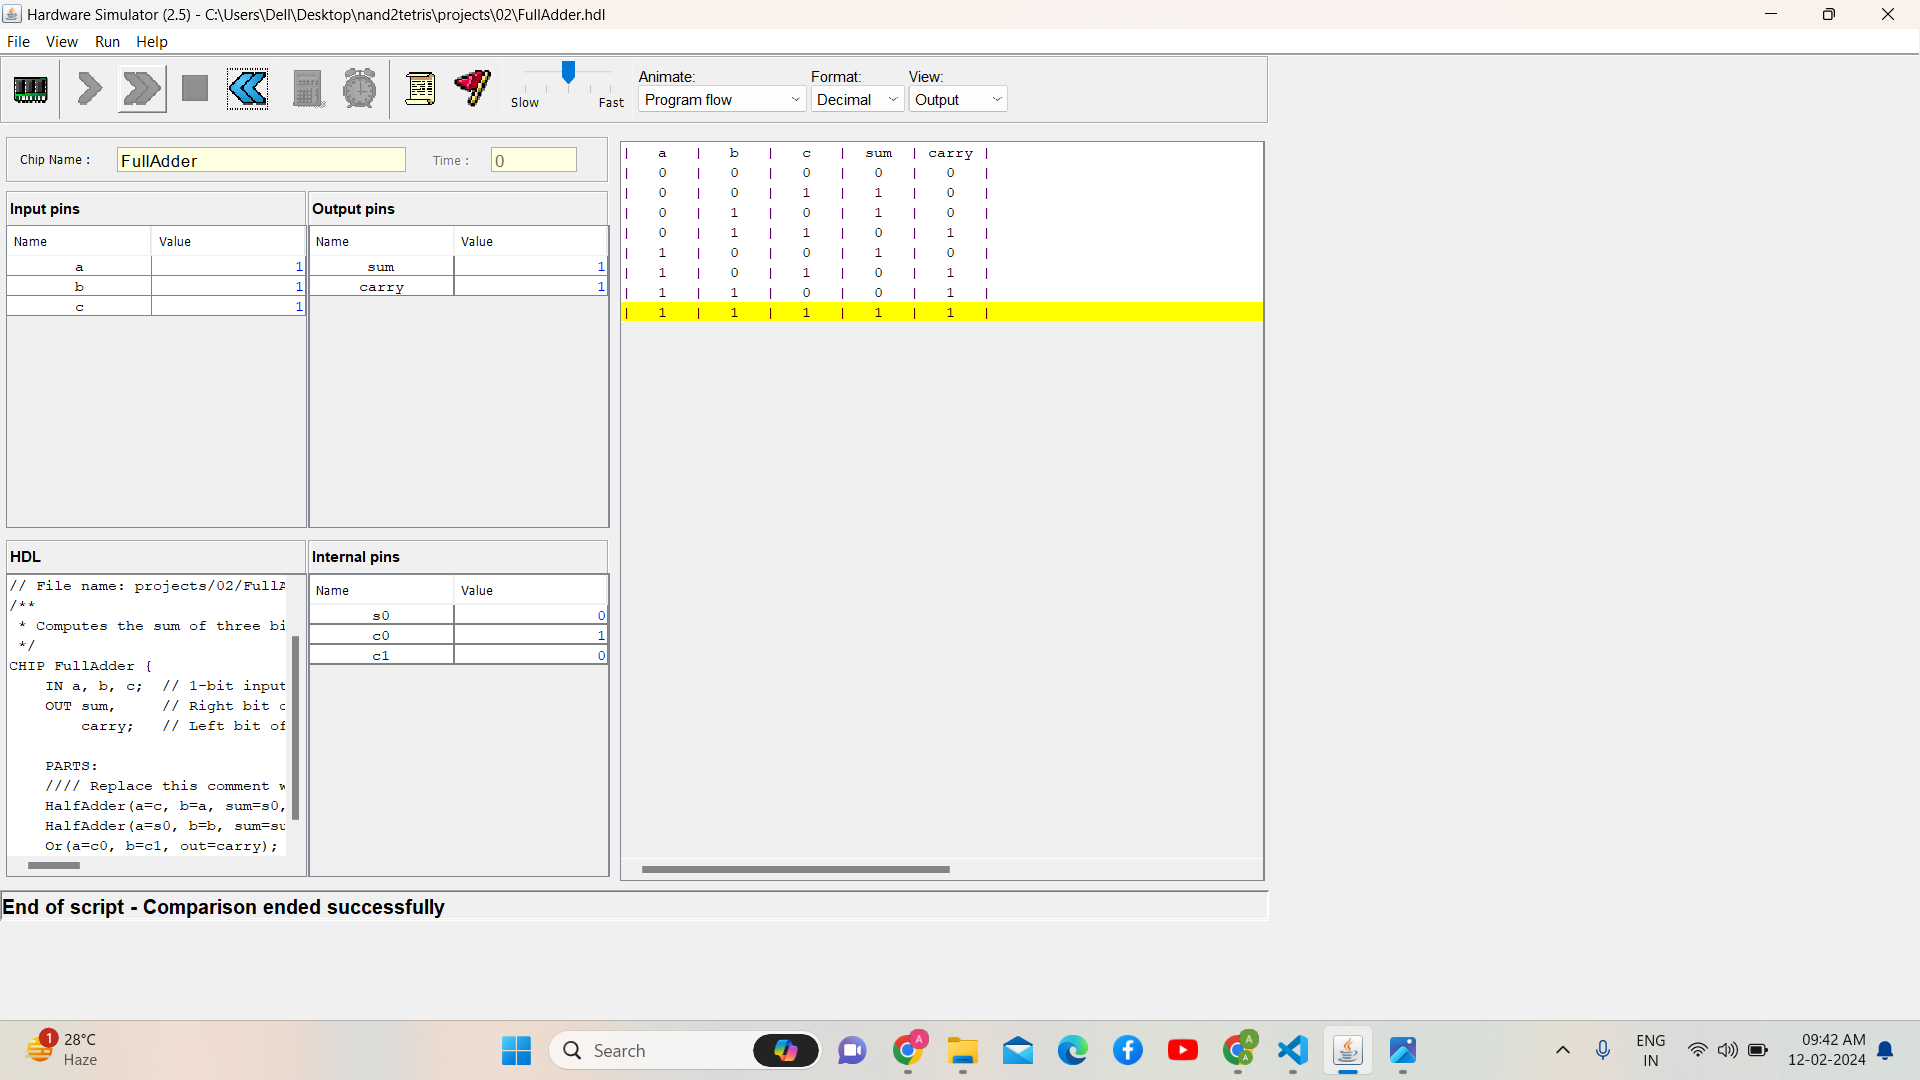 Hardware Simulator (2.5) - C:\Users\Dell\Desktop\nand2tetris\projects\02\FullAdder.hdl
File View Run Help
Slow Fast
Animate: Format: View:
Program flow Decimal Output
Chip Name : FullAdder Time : 0
Input pins
Name Value
a 1
b 1
c 1
Output pins
Name Value
sum 1
carry 1
HDL
// File name: projects/02/FullA
/**
* Computes the sum of three bi
*/
CHIP FullAdder {
IN a, b, c; // 1-bit input
OUT sum, // Right bit o
carry; // Left bit of
PARTS:
//// Replace this comment w
HalfAdder(a=c, b=a, sum=s0,
HalfAdder(a=s0, b=b, sum=su
Or(a=c0, b=c1, out=carry);
Internal pins
Name Value
s0 0
c0 1
c1 0
| a | b | c | sum | carry |
| 0 | 0 | 0 | 0 | 0 |
| 0 | 0 | 1 | 1 | 0 |
| 0 | 1 | 0 | 1 | 0 |
| 0 | 1 | 1 | 0 | 1 |
| 1 | 0 | 0 | 1 | 0 |
| 1 | 0 | 1 | 0 | 1 |
| 1 | 1 | 0 | 0 | 1 |
| 1 | 1 | 1 | 1 | 1 |
End of script - Comparison ended successfully
1
28°C
Haze
Search
A
A
A
ENG
IN
09:42 AM
12-02-2024